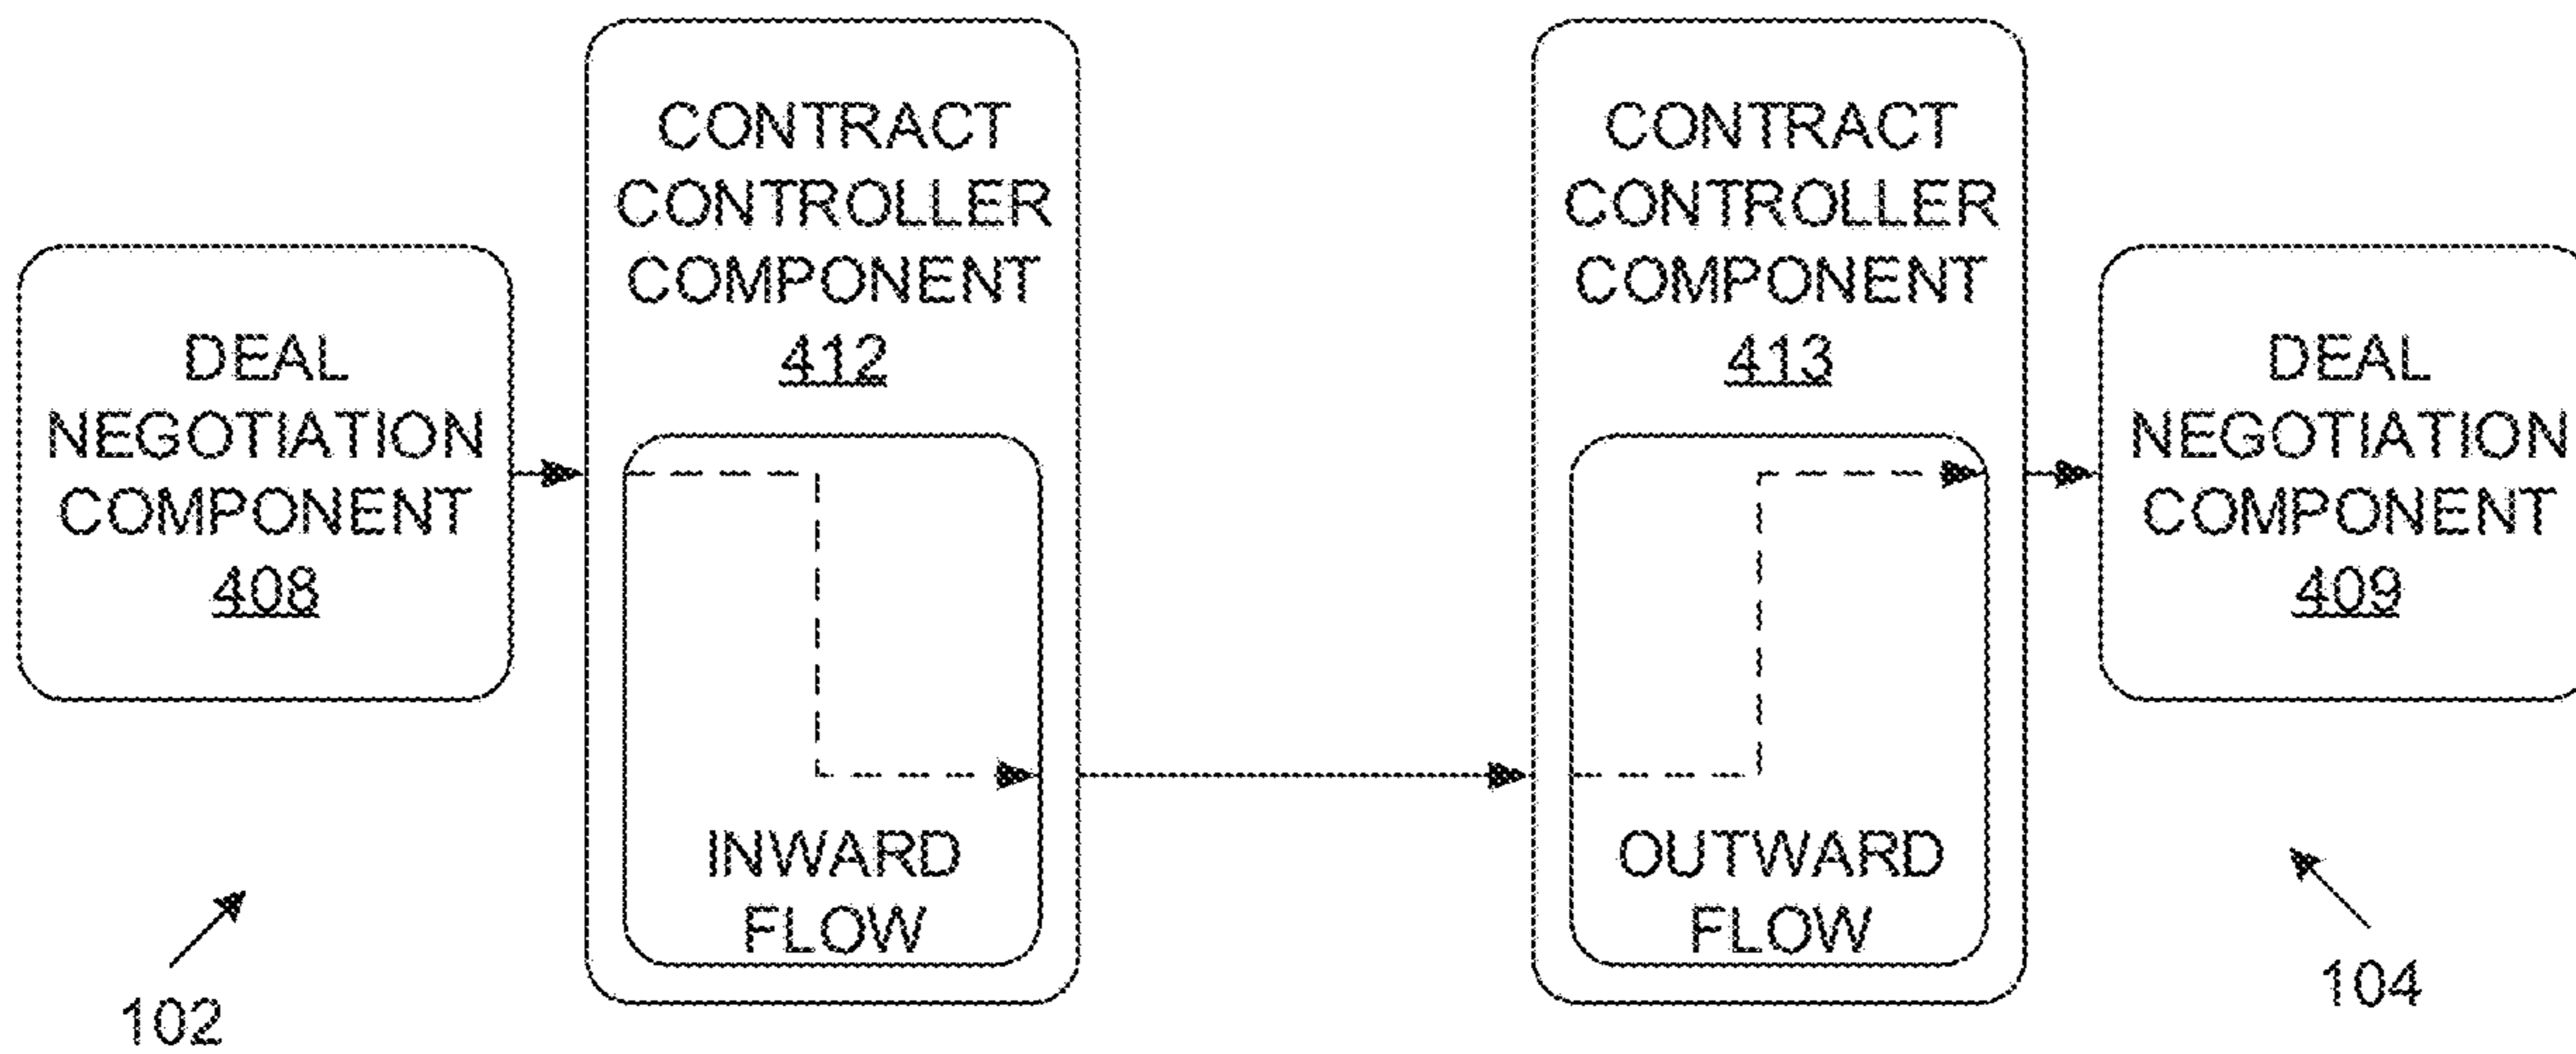 DEAL
NEGOTIATION
COMPONENT
408
102
CONTRACT
CONTROLLER
COMPONENT
412
INWARD
FLOW
CONTRACT
CONTROLLER
COMPONENT
413
OUTWARD
FLOW
DEAL
NEGOTIATION
COMPONENT
409
104